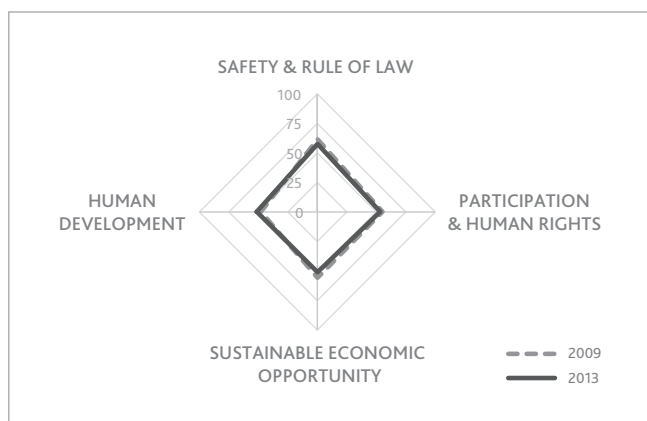 SAFETY & RULE OF LAW
100
75
50
25
0
HUMAN
DEVELOPMENT
PARTICIPATION
& HUMAN RIGHTS
SUSTAINABLE ECONOMIC
OPPORTUNITY
2009
2013